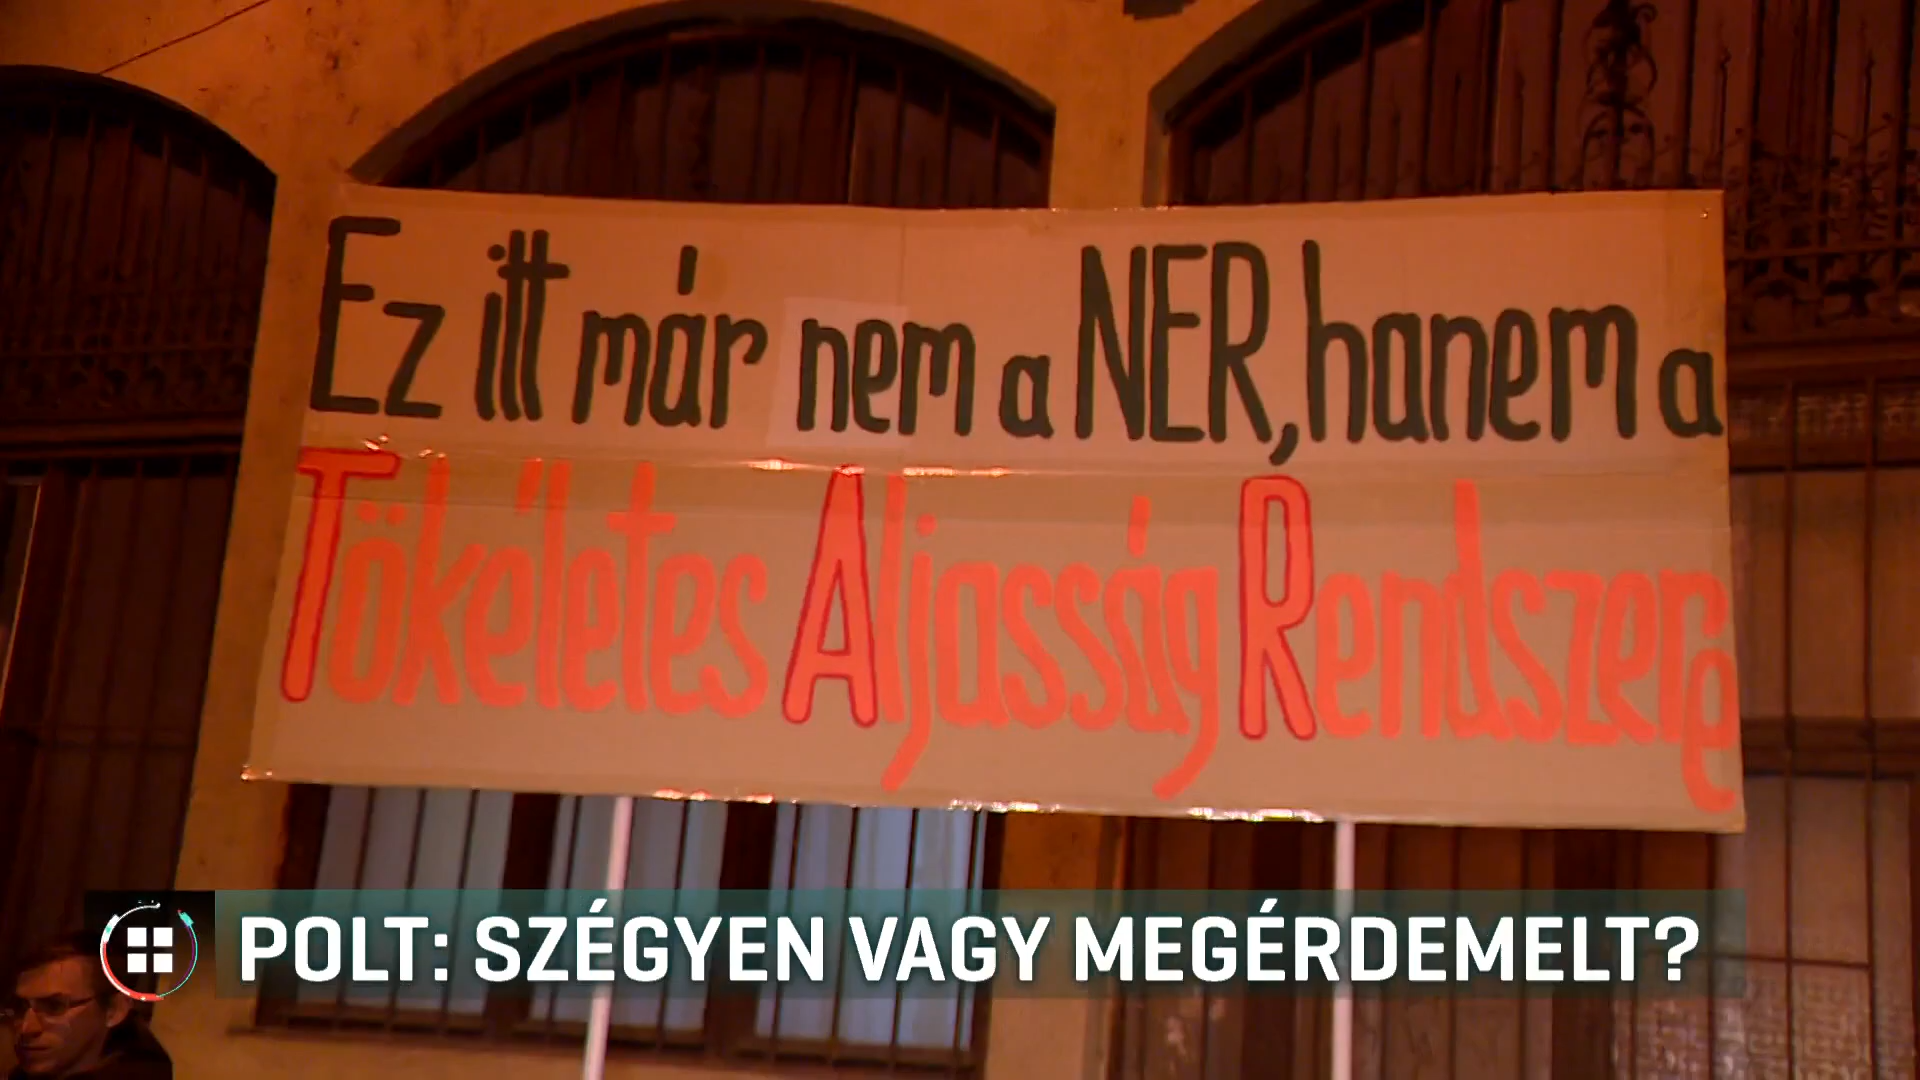 Ez itt már nem a NER, hanem a
Tökéletes Aljasság Rendszere
POLT: SZÉGYEN VAGY MEGÉRDEMELT?